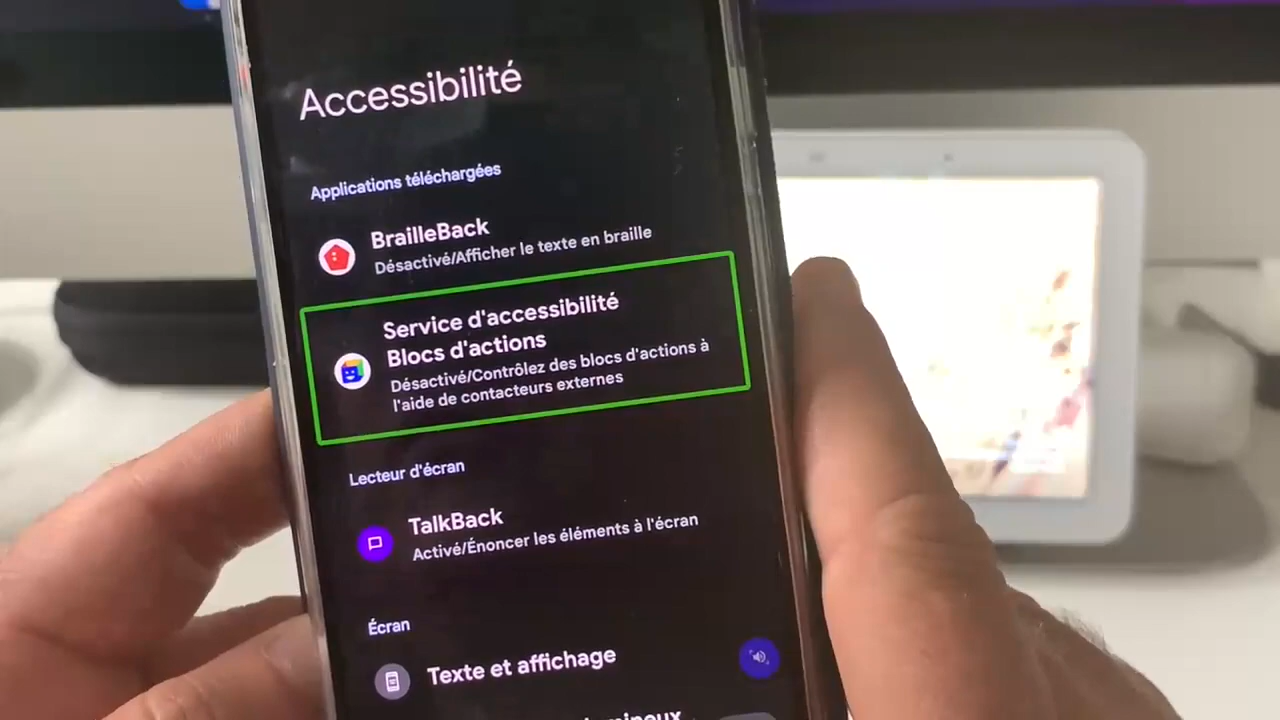 Accessibilité
Applications téléchargées
BrailleBack
Désactivé/Afficher le texte en braille
Service d'accessibilité
Blocs d'actions
Désactivé/Contrôlez des blocs d'actions à
l'aide de contacteurs externes
Lecteur d'écran
TalkBack
Activé/Énoncer les éléments à l'écran
Écran
Texte et affichage